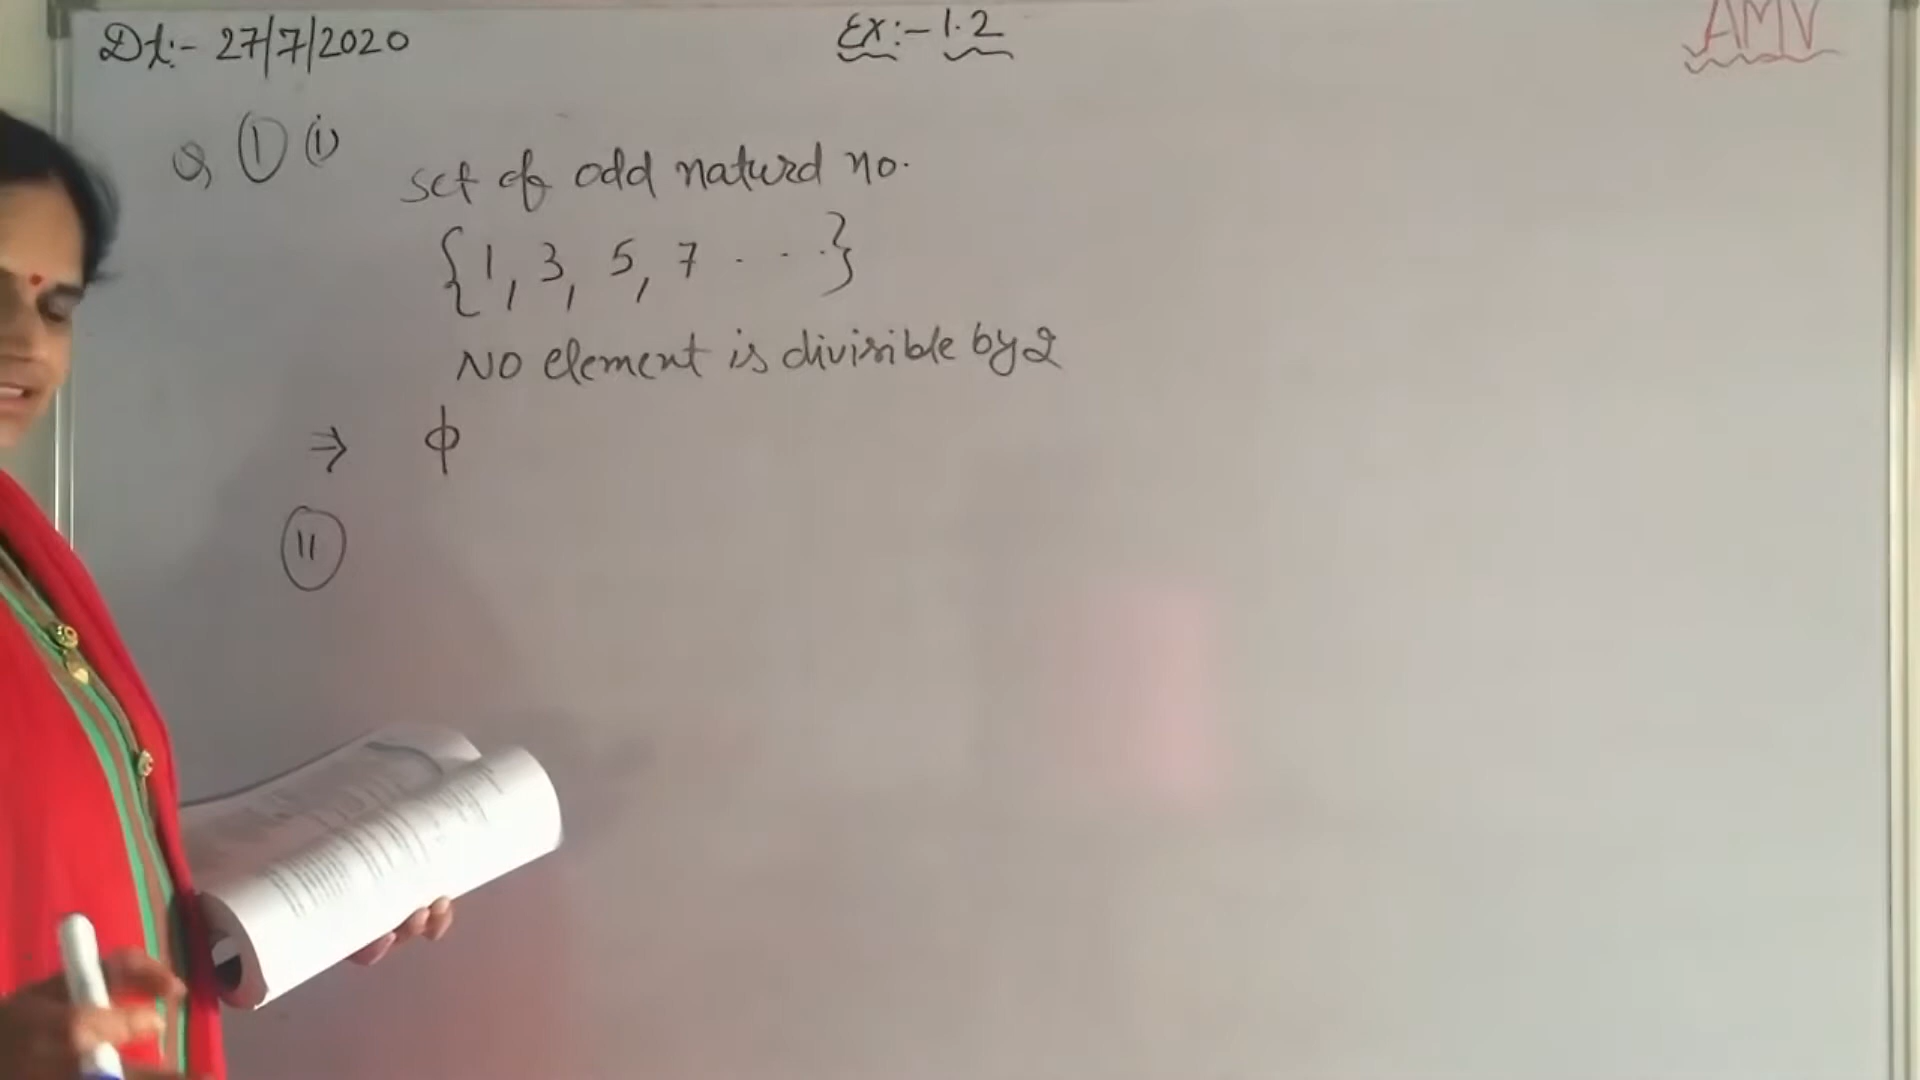 Dt:- 27/7/2020
Ex:- 1.2
AMV
Q ① (i)
set of odd natural no.
{1, 3, 5, 7 . . . .}
NO element is divisible by 2
⇒ ϕ
(11)